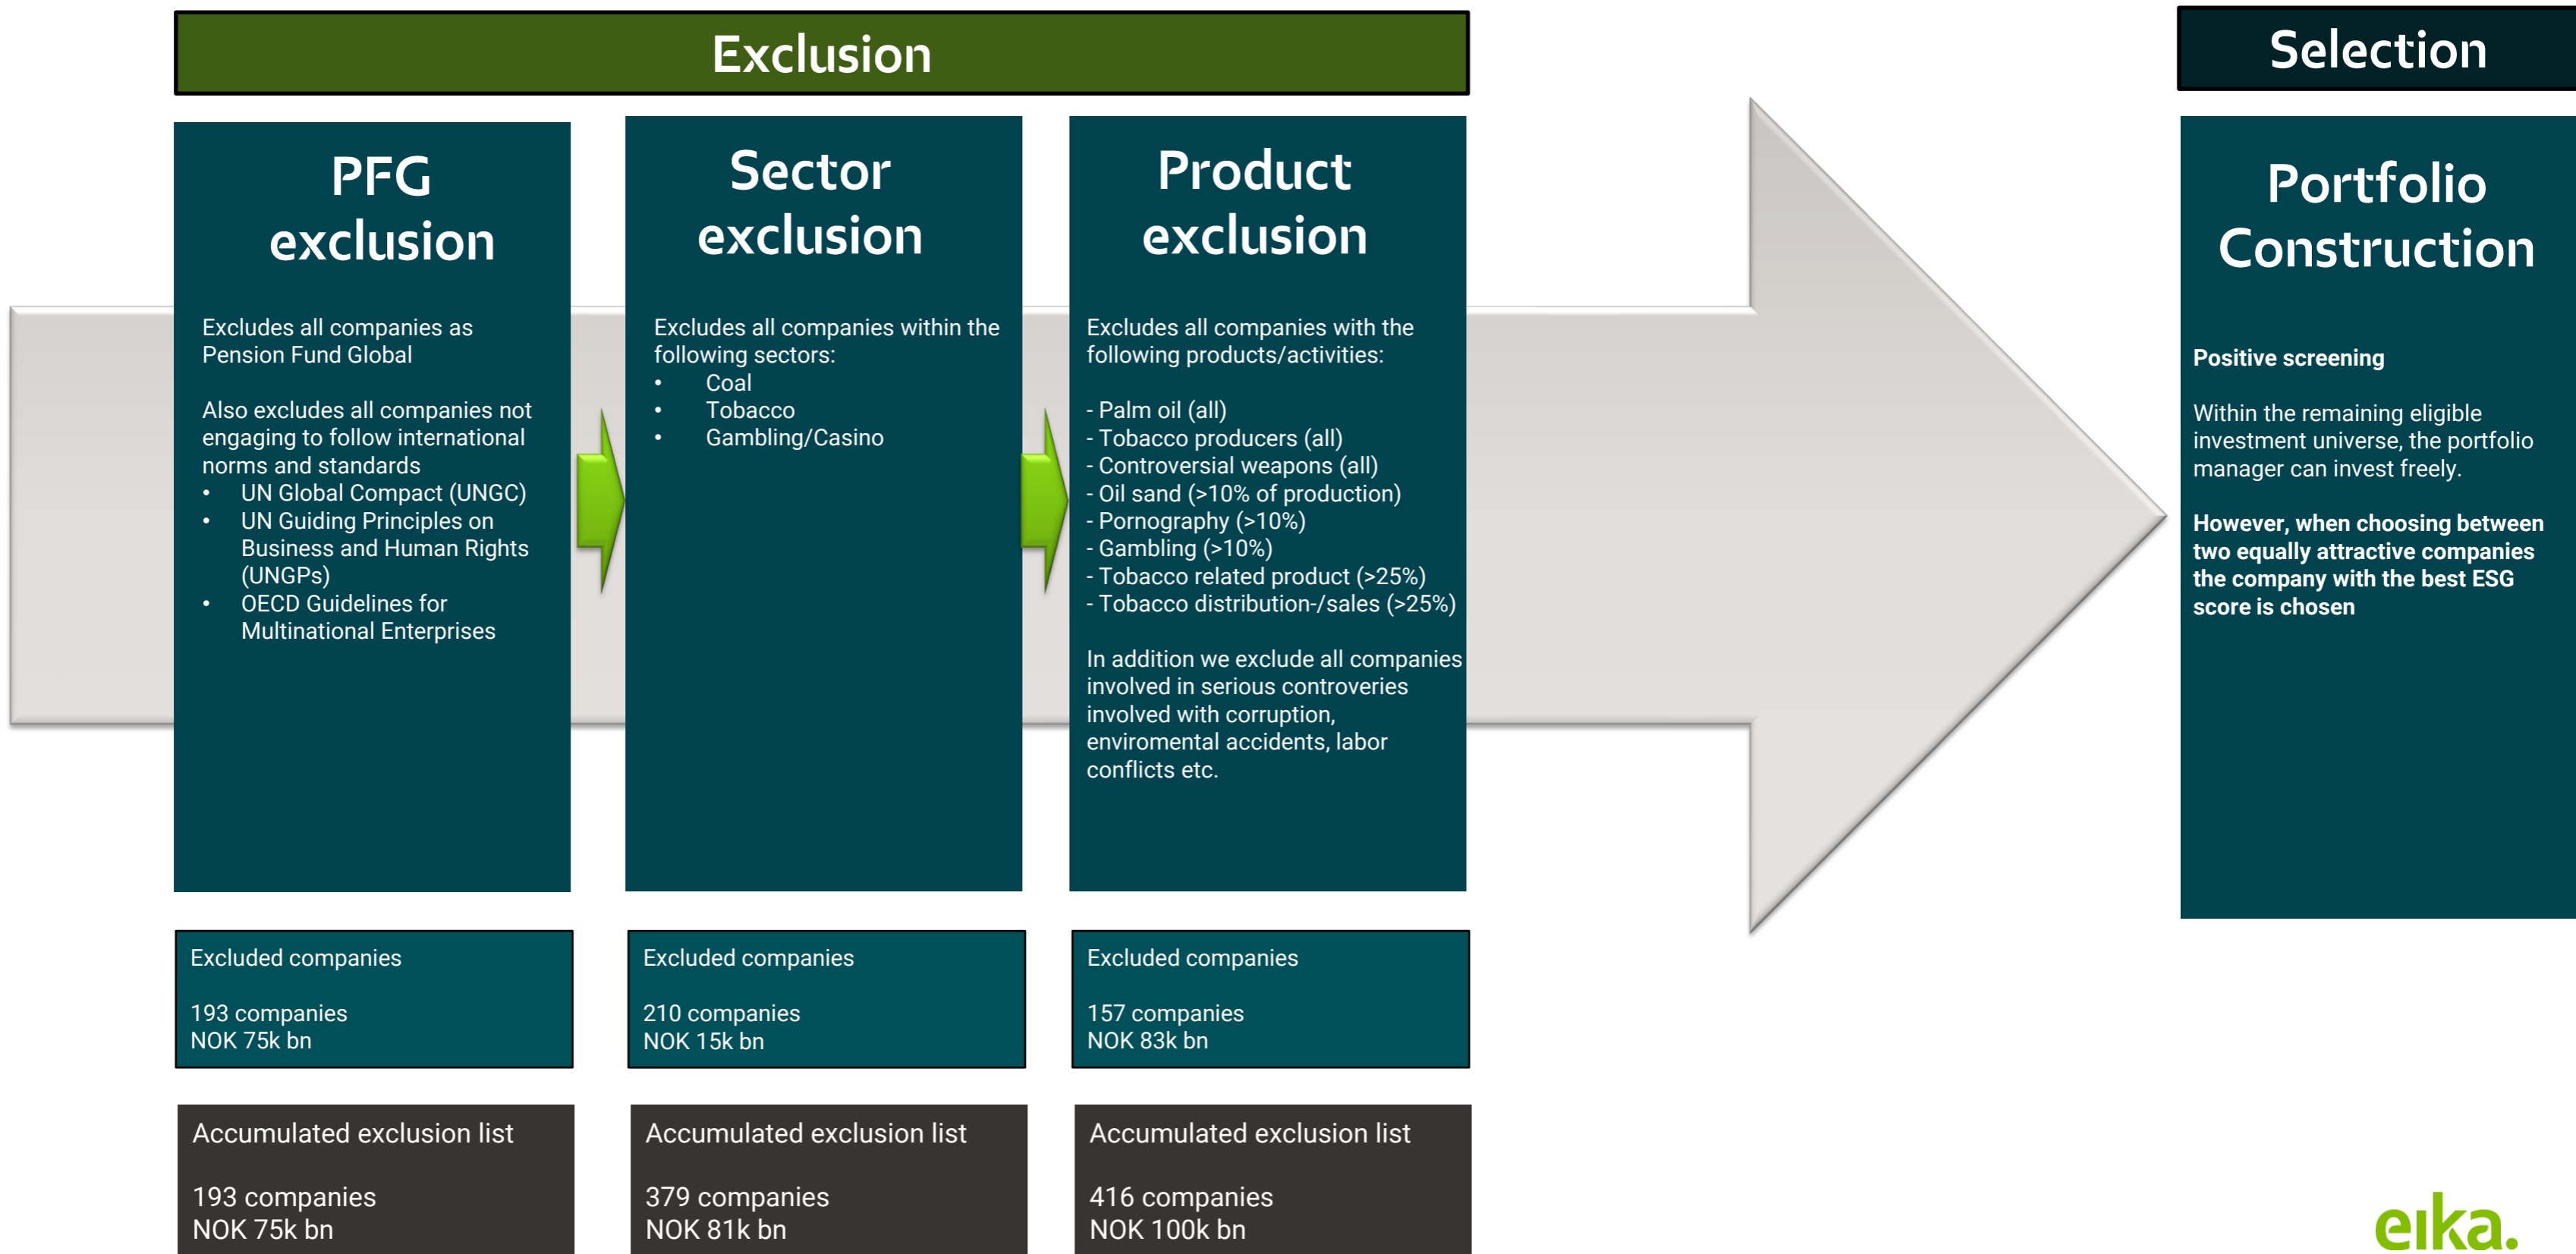 Exclusion
Selection
PFG
exclusion
Excludes all companies as
Pension Fund Global
Also excludes all companies not
engaging to follow international
norms and standards
• UN Global Compact (UNGC)
• UN Guiding Principles on
Business and Human Rights
(UNGPs)
• OECD Guidelines for
Multinational Enterprises
Sector
exclusion
Excludes all companies within the
following sectors:
• Coal
• Tobacco
• Gambling/Casino
Product
exclusion
Excludes all companies with the
following products/activities:
- Palm oil (all)
- Tobacco producers (all)
- Controversial weapons (all)
- Oil sand (>10% of production)
- Pornography (>10%)
- Gambling (>10%)
- Tobacco related product (>25%)
- Tobacco distribution-/sales (>25%)
In addition we exclude all companies
involved in serious controveries
involved with corruption,
enviromental accidents, labor
conflicts etc.
Portfolio
Construction
Positive screening
Within the remaining eligible
investment universe, the portfolio
manager can invest freely.
However, when choosing between
two equally attractive companies
the company with the best ESG
score is chosen
Excluded companies
193 companies
NOK 75k bn
Excluded companies
210 companies
NOK 15k bn
Excluded companies
157 companies
NOK 83k bn
Accumulated exclusion list
193 companies
NOK 75k bn
Accumulated exclusion list
379 companies
NOK 81k bn
Accumulated exclusion list
416 companies
NOK 100k bn
eika.